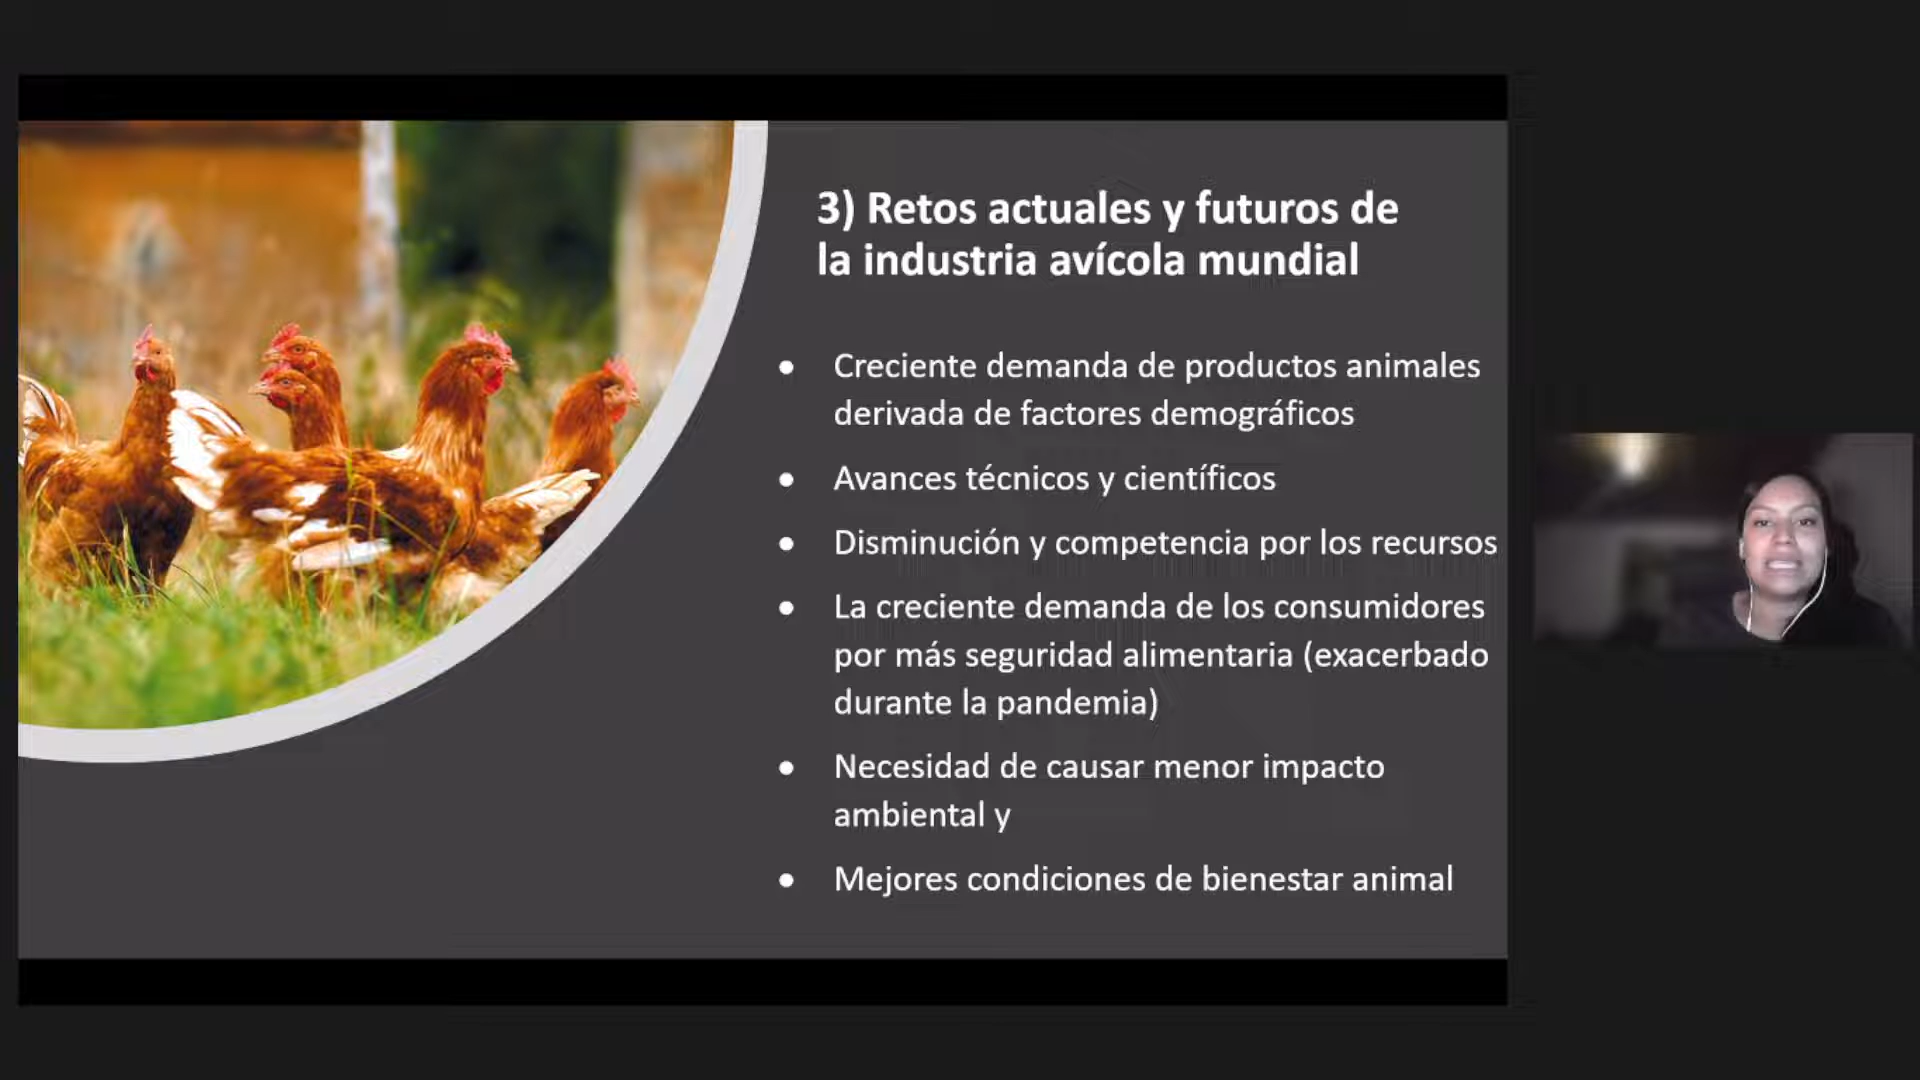 3) Retos actuales y futuros de
la industria avícola mundial
● Creciente demanda de productos animales
derivada de factores demográficos
● Avances técnicos y científicos
● Disminución y competencia por los recursos
● La creciente demanda de los consumidores
por más seguridad alimentaria (exacerbado
durante la pandemia)
● Necesidad de causar menor impacto
ambiental y
● Mejores condiciones de bienestar animal